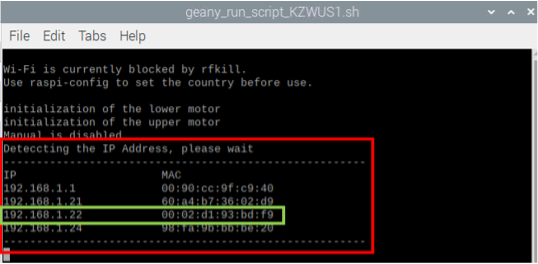 geany_run_script_KZWUS1.sh
File Edit Tabs Help
Wi-Fi is currently blocked by rfkill.
Use raspi-config to set the country before use.
initialization of the lower motor
initialization of the upper motor
Manual is disabled
Deteccting the IP Address, please wait
-----------------------------------------------------
IP MAC
192.168.1.1 00:90:cc:9f:c9:40
192.168.1.21 60:a4:b7:36:02:d9
192.168.1.22 00:02:d1:93:bd:f9
192.168.1.24 98:fa:9b:bb:be:20
-----------------------------------------------------